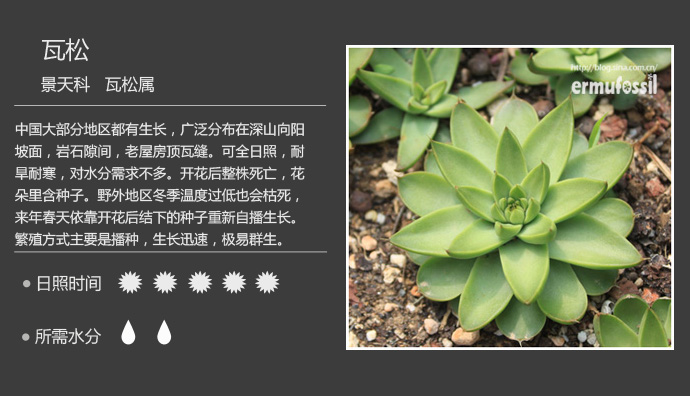 瓦松
景天科 瓦松属
中国大部分地区都有生长，广泛分布在深山向阳
坡面，岩石隙间，老屋房顶瓦缝。可全日照，耐
旱耐寒，对水分需求不多。开花后整株死亡，花
朵里含种子。野外地区冬季温度过低也会枯死，
来年春天依靠开花后结下的种子重新自播生长。
繁殖方式主要是播种，生长迅速，极易群生。
日照时间
所需水分
http://blog.sina.com.cn/
ermufossil